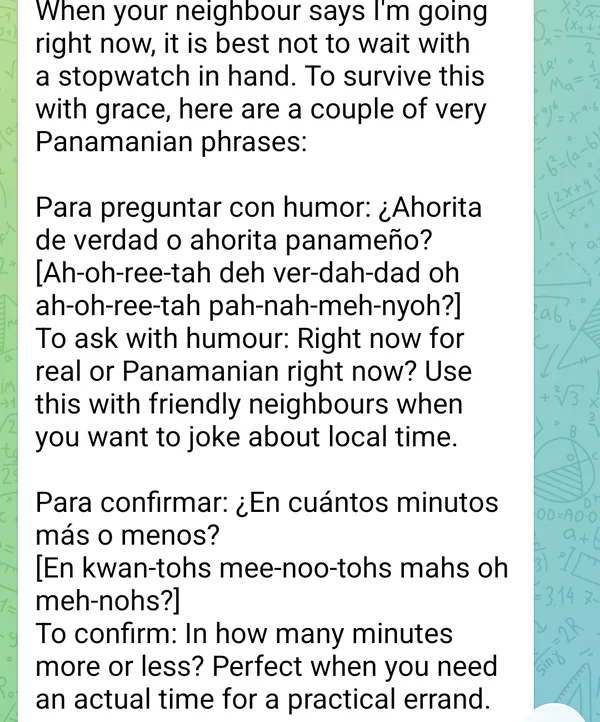 When your neighbour says I'm going
right now, it is best not to wait with
a stopwatch in hand. To survive this
with grace, here are a couple of very
Panamanian phrases:
Para preguntar con humor: ¿Ahorita
de verdad o ahorita panameño?
[Ah-oh-ree-tah deh ver-dah-dad oh
ah-oh-ree-tah pah-nah-meh-nyoh?]
To ask with humour: Right now for
real or Panamanian right now? Use
this with friendly neighbours when
you want to joke about local time.
Para confirmar: ¿En cuántos minutos
más o menos?
[En kwan-tohs mee-noo-tohs mahs oh
meh-nohs?]
To confirm: In how many minutes
more or less? Perfect when you need
an actual time for a practical errand.